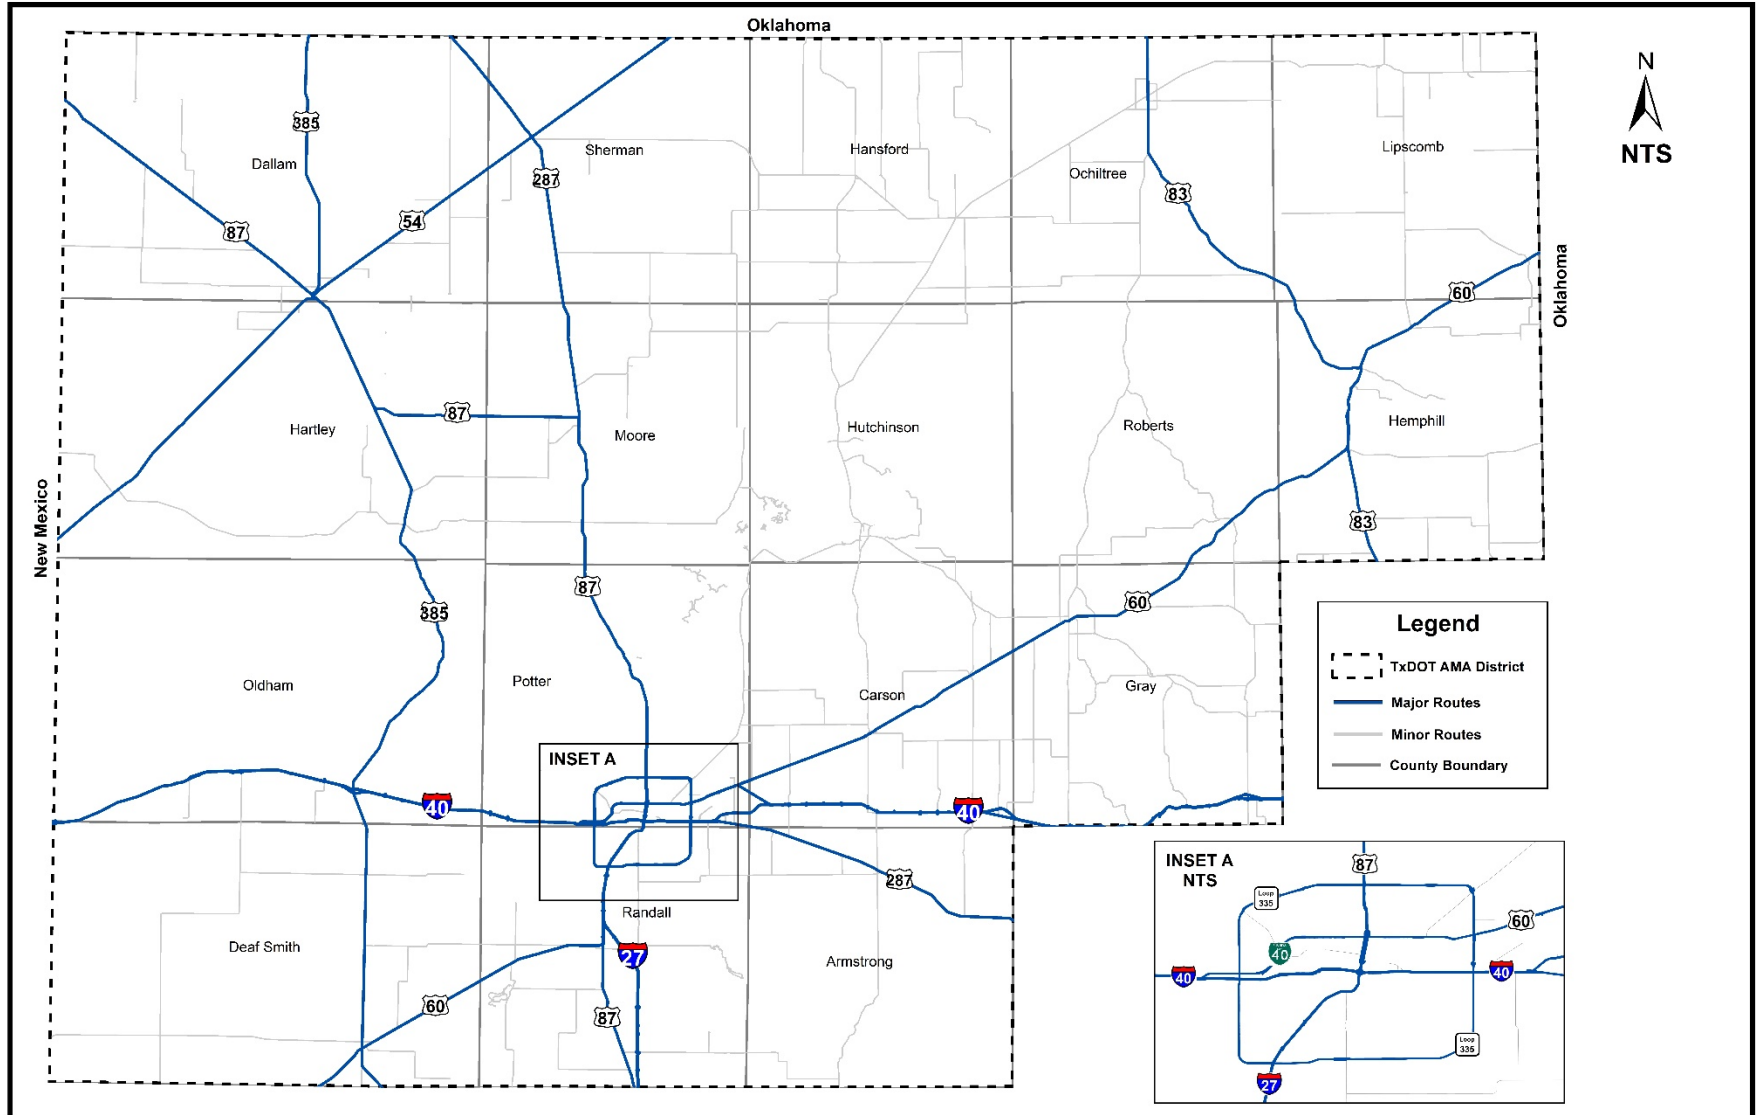 Oklahoma
N
NTS
385
Dallam
Sherman
Hansford
Lipscomb
Ochiltree
287
83
87
54
60
Oklahoma
87
Hartley
Moore
Hutchinson
Roberts
Hemphill
New Mexico
83
87
385
60
Legend
TxDOT AMA District
Major Routes
Minor Routes
County Boundary
Oldham
Potter
Carson
Gray
INSET A
40
40
287
Randall
Deaf Smith
27
Armstrong
60
87
INSET A
NTS
87
Loop
335
60
40
40
40
Loop
335
27